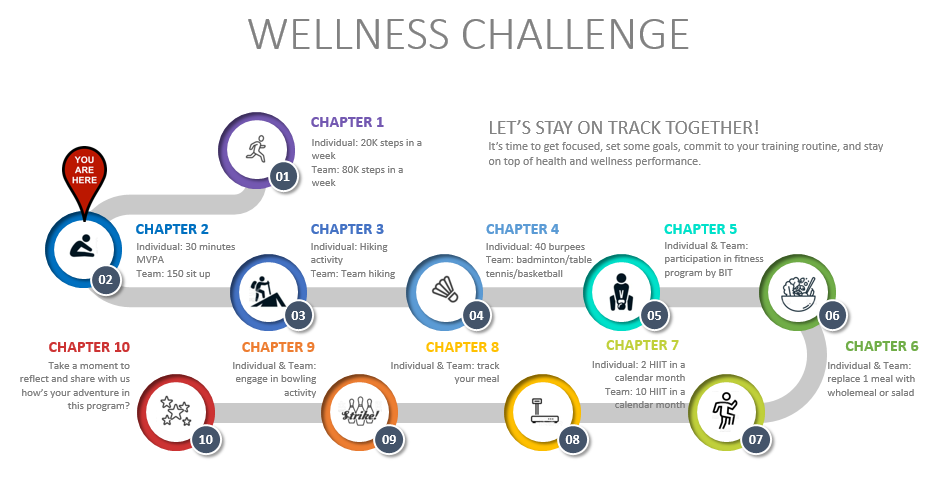 WELLNESS CHALLENGE
CHAPTER 1
Individual: 20K steps in a
week
Team: 80K steps in a
week
01
LET'S STAY ON TRACK TOGETHER!
It's time to get focused, set some goals, commit to your training routine, and stay
on top of health and wellness performance.
YOU
ARE
HERE
02
CHAPTER 2
Individual: 30 minutes
MVPA
Team: 150 sit up
CHAPTER 3
Individual: Hiking
activity
Team: Team hiking
03
CHAPTER 4
Individual: 40 burpees
Team: badminton/table
tennis/basketball
04
CHAPTER 5
Individual & Team:
participation in fitness
program by BIT
05
06
CHAPTER 6
Individual & Team:
replace 1 meal with
wholemeal or salad
CHAPTER 7
Individual: 2 HIIT in a
calendar month
Team: 10 HIIT in a
calendar month
07
CHAPTER 8
Individual & Team: track
your meal
08
CHAPTER 9
Individual & Team:
engage in bowling
activity
Strike!
09
CHAPTER 10
Take a moment to
reflect and share with us
how's your adventure in
this program?
10